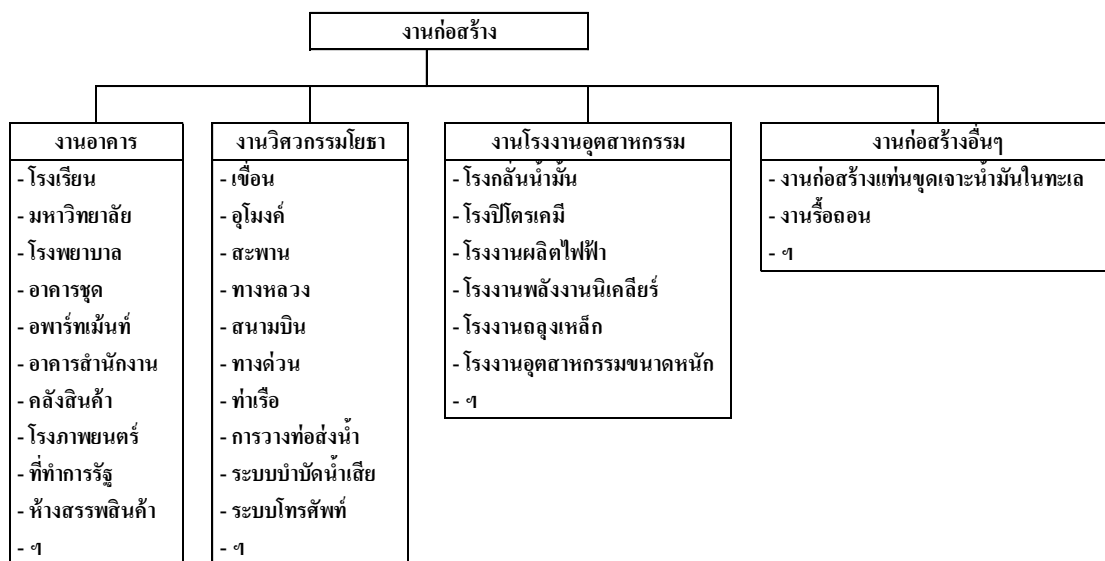 งานก่อสร้าง
งานอาคาร
- โรงเรียน
- มหาวิทยาลัย
- โรงพยาบาล
- อาคารชุด
- อพาร์ทเม้นท์
- อาคารสำนักงาน
- คลังสินค้า
- โรงภาพยนตร์
- ที่ทำการรัฐ
- ห้างสรรพสินค้า
- ฯ
งานวิศวกรรมโยธา
- เขื่อน
- อุโมงค์
- สะพาน
- ทางหลวง
- สนามบิน
- ทางด่วน
- ท่าเรือ
- การวางท่อส่งน้ำ
- ระบบบำบัดน้ำเสีย
- ระบบโทรศัพท์
- ฯ
งานโรงงานอุตสาหกรรม
- โรงกลั่นน้ำมั้น
- โรงปิโตรเคมี
- โรงงานผลิตไฟฟ้า
- โรงงานพลังงานนิเคลียร์
- โรงงานถลุงเหล็ก
- โรงงานอุตสาหกรรมขนาดหนัก
- ฯ
งานก่อสร้างอื่นๆ
- งานก่อสร้างแท่นขุดเจาะน้ำมันในทะเล
- งานรื้อถอน
- ฯ